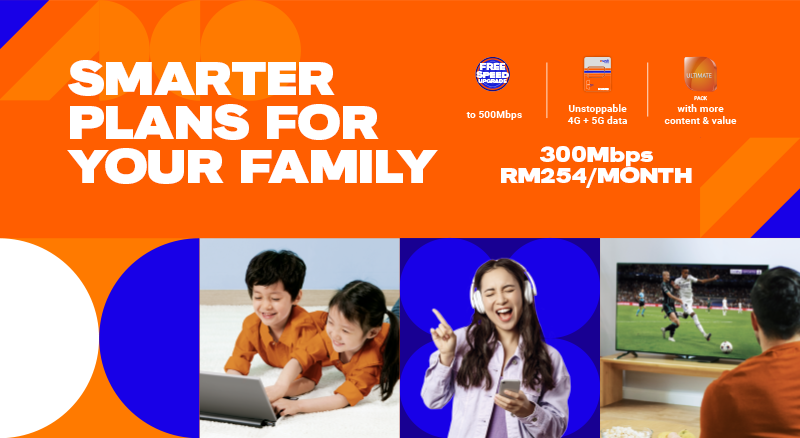 SMARTER
PLANS FOR
YOUR FAMILY
FREE
SPEED
UPGRADE
to 500Mbps
Unstoppable
4G + 5G data
ULTIMATE
PACK
with more
content & value
300Mbps
RM254/MONTH